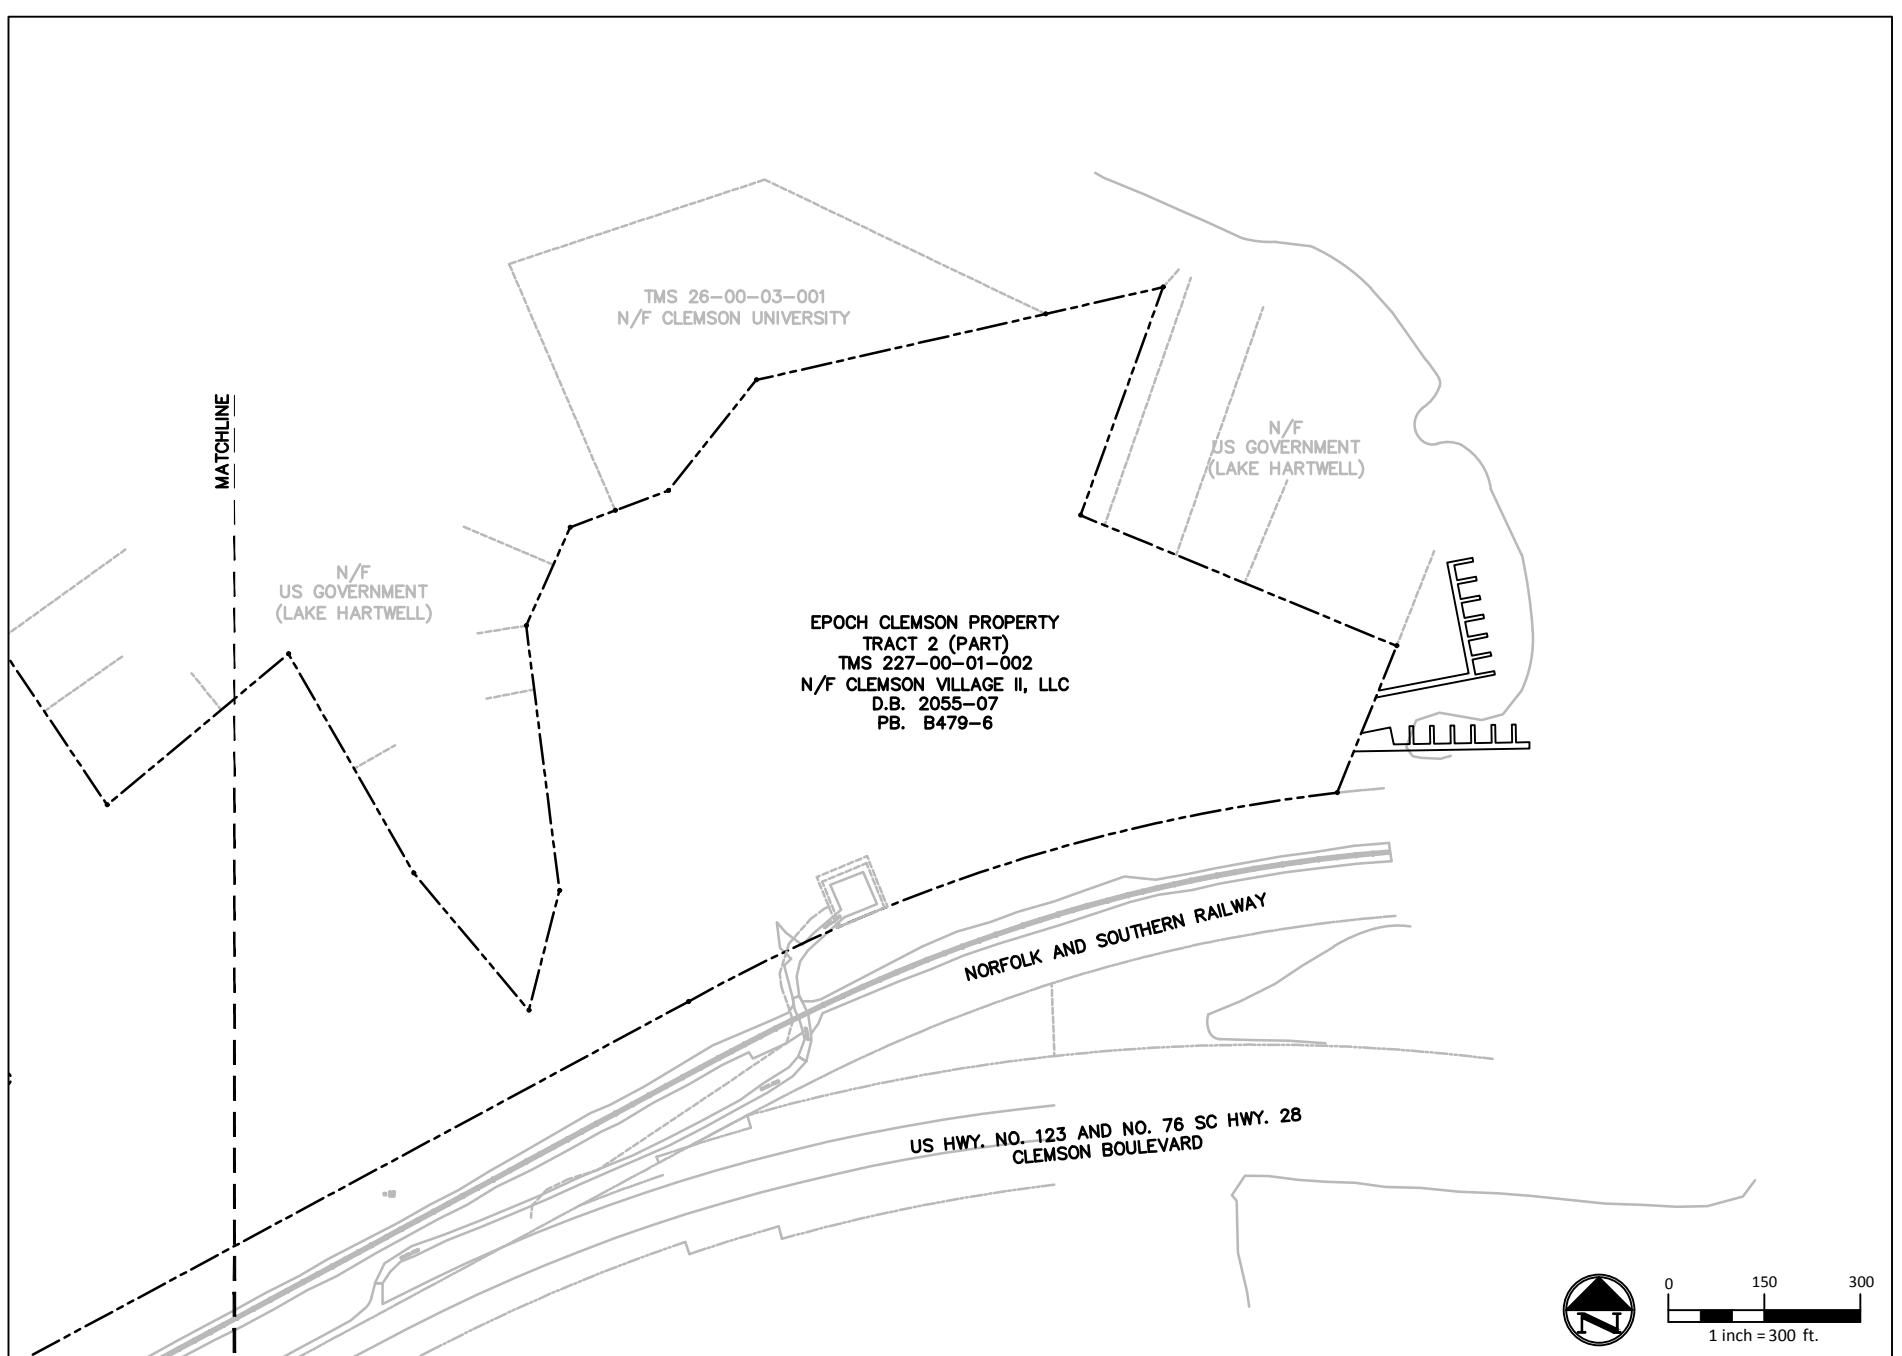 TMS 26-00-03-001
N/F CLEMSON UNIVERSITY
MATCHLINE
N/F
US GOVERNMENT
(LAKE HARTWELL)
N/F
US GOVERNMENT
(LAKE HARTWELL)
EPOCH CLEMSON PROPERTY
TRACT 2 (PART)
TMS 227-00-01-002
N/F CLEMSON VILLAGE II, LLC
D.B. 2055-07
PB. B479-6
NORFOLK AND SOUTHERN RAILWAY
US HWY. NO. 123 AND NO. 76 SC HWY. 28
CLEMSON BOULEVARD
N
0 150 300
1 inch = 300 ft.